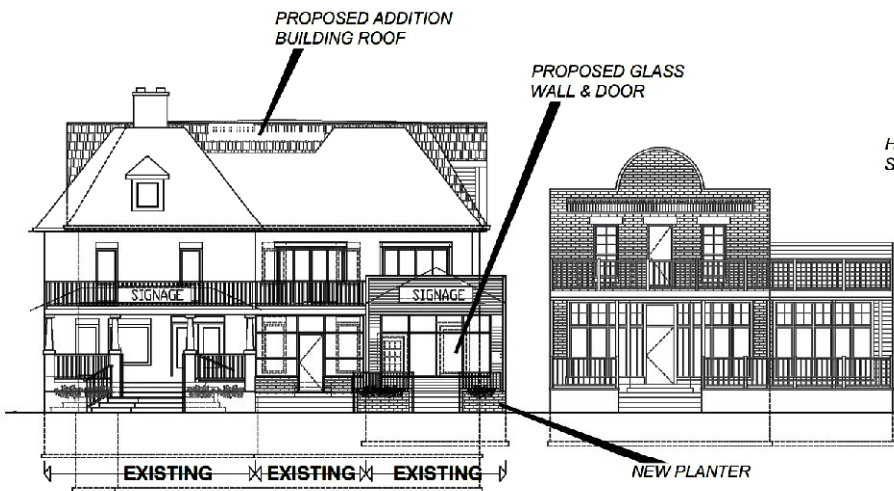 PROPOSED ADDITION
BUILDING ROOF
PROPOSED GLASS
WALL & DOOR
H
S
SIGNAGE
SIGNAGE
EXISTING EXISTING EXISTING
NEW PLANTER